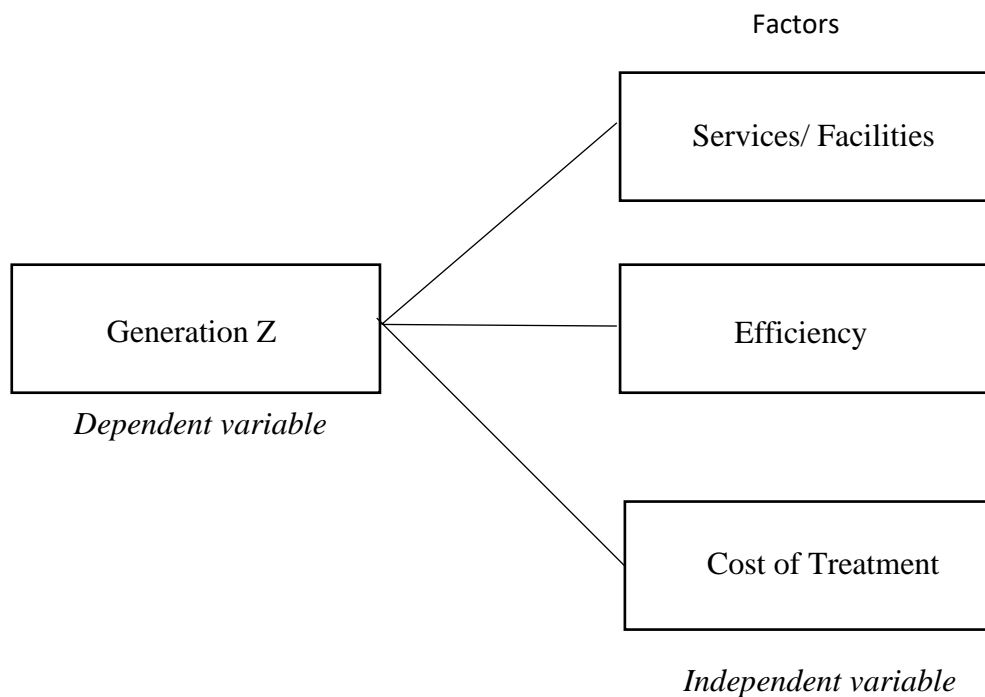 Factors
Services/ Facilities
Generation Z
Efficiency
Dependent variable
Cost of Treatment
Independent variable